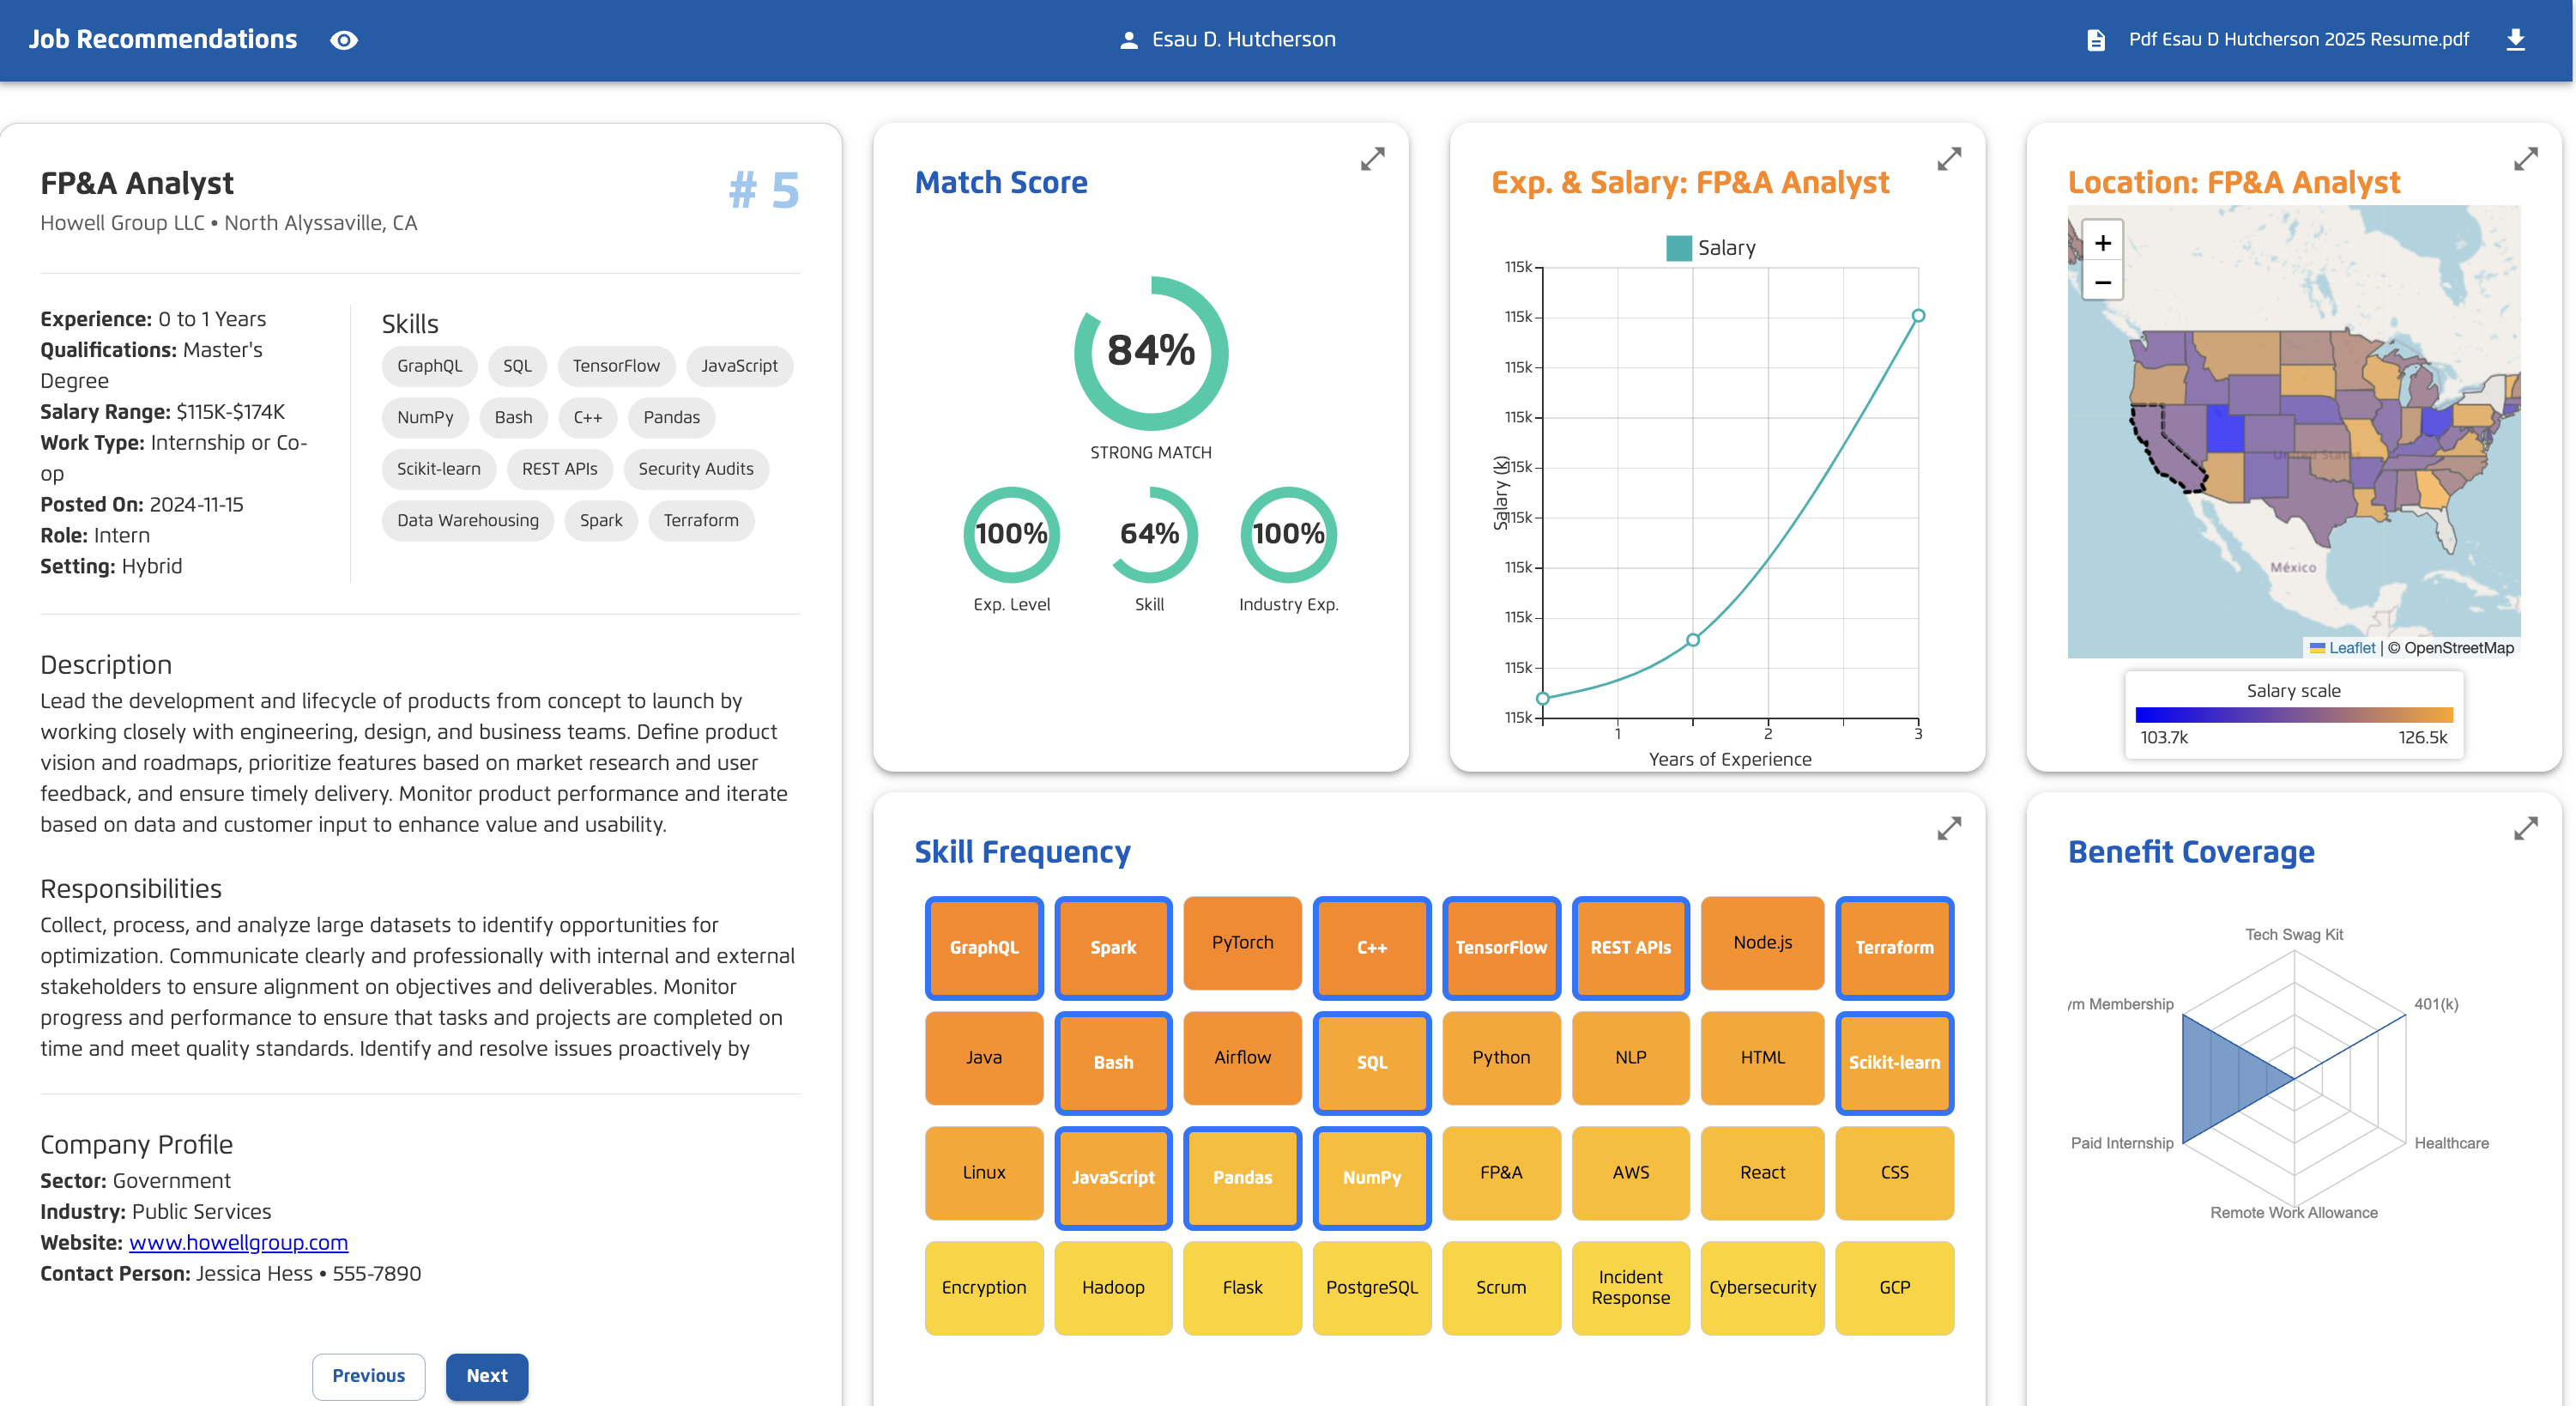 Job Recommendations
Esau D. Hutcherson
Pdf Esau D Hutcherson 2025 Resume.pdf
FP&A Analyst
# 5
Howell Group LLC • North Alyssaville, CA
Experience: 0 to 1 Years
Qualifications: Master's
Degree
Salary Range: $115K-$174K
Work Type: Internship or Co-
op
Posted On: 2024-11-15
Role: Intern
Setting: Hybrid
Skills
GraphQL SQL TensorFlow JavaScript
NumPy Bash C++ Pandas
Scikit-learn REST APIs Security Audits
Data Warehousing Spark Terraform
Description
Lead the development and lifecycle of products from concept to launch by
working closely with engineering, design, and business teams. Define product
vision and roadmaps, prioritize features based on market research and user
feedback, and ensure timely delivery. Monitor product performance and iterate
based on data and customer input to enhance value and usability.
Responsibilities
Collect, process, and analyze large datasets to identify opportunities for
optimization. Communicate clearly and professionally with internal and external
stakeholders to ensure alignment on objectives and deliverables. Monitor
progress and performance to ensure that tasks and projects are completed on
time and meet quality standards. Identify and resolve issues proactively by
Company Profile
Sector: Government
Industry: Public Services
Website: www.howellgroup.com
Contact Person: Jessica Hess • 555-7890
Previous
Next
Match Score
84%
STRONG MATCH
100% 64% 100%
Exp. Level Skill Industry Exp.
Exp. & Salary: FP&A Analyst
Salary
115k
115k
115k
115k
115k
115k
115k
115k
115k
115k
Salary (k)
1 2 3
Years of Experience
Location: FP&A Analyst
+
−
United States
México
Leaflet | © OpenStreetMap
Salary scale
103.7k 126.5k
Skill Frequency
GraphQL Spark PyTorch C++ TensorFlow REST APIs Node.js Terraform
Java Bash Airflow SQL Python NLP HTML Scikit-learn
Linux JavaScript Pandas NumPy FP&A AWS React CSS
Encryption Hadoop Flask PostgreSQL Scrum Incident Response Cybersecurity GCP
Benefit Coverage
Tech Swag Kit
ym Membership
401(k)
Paid Internship
Healthcare
Remote Work Allowance